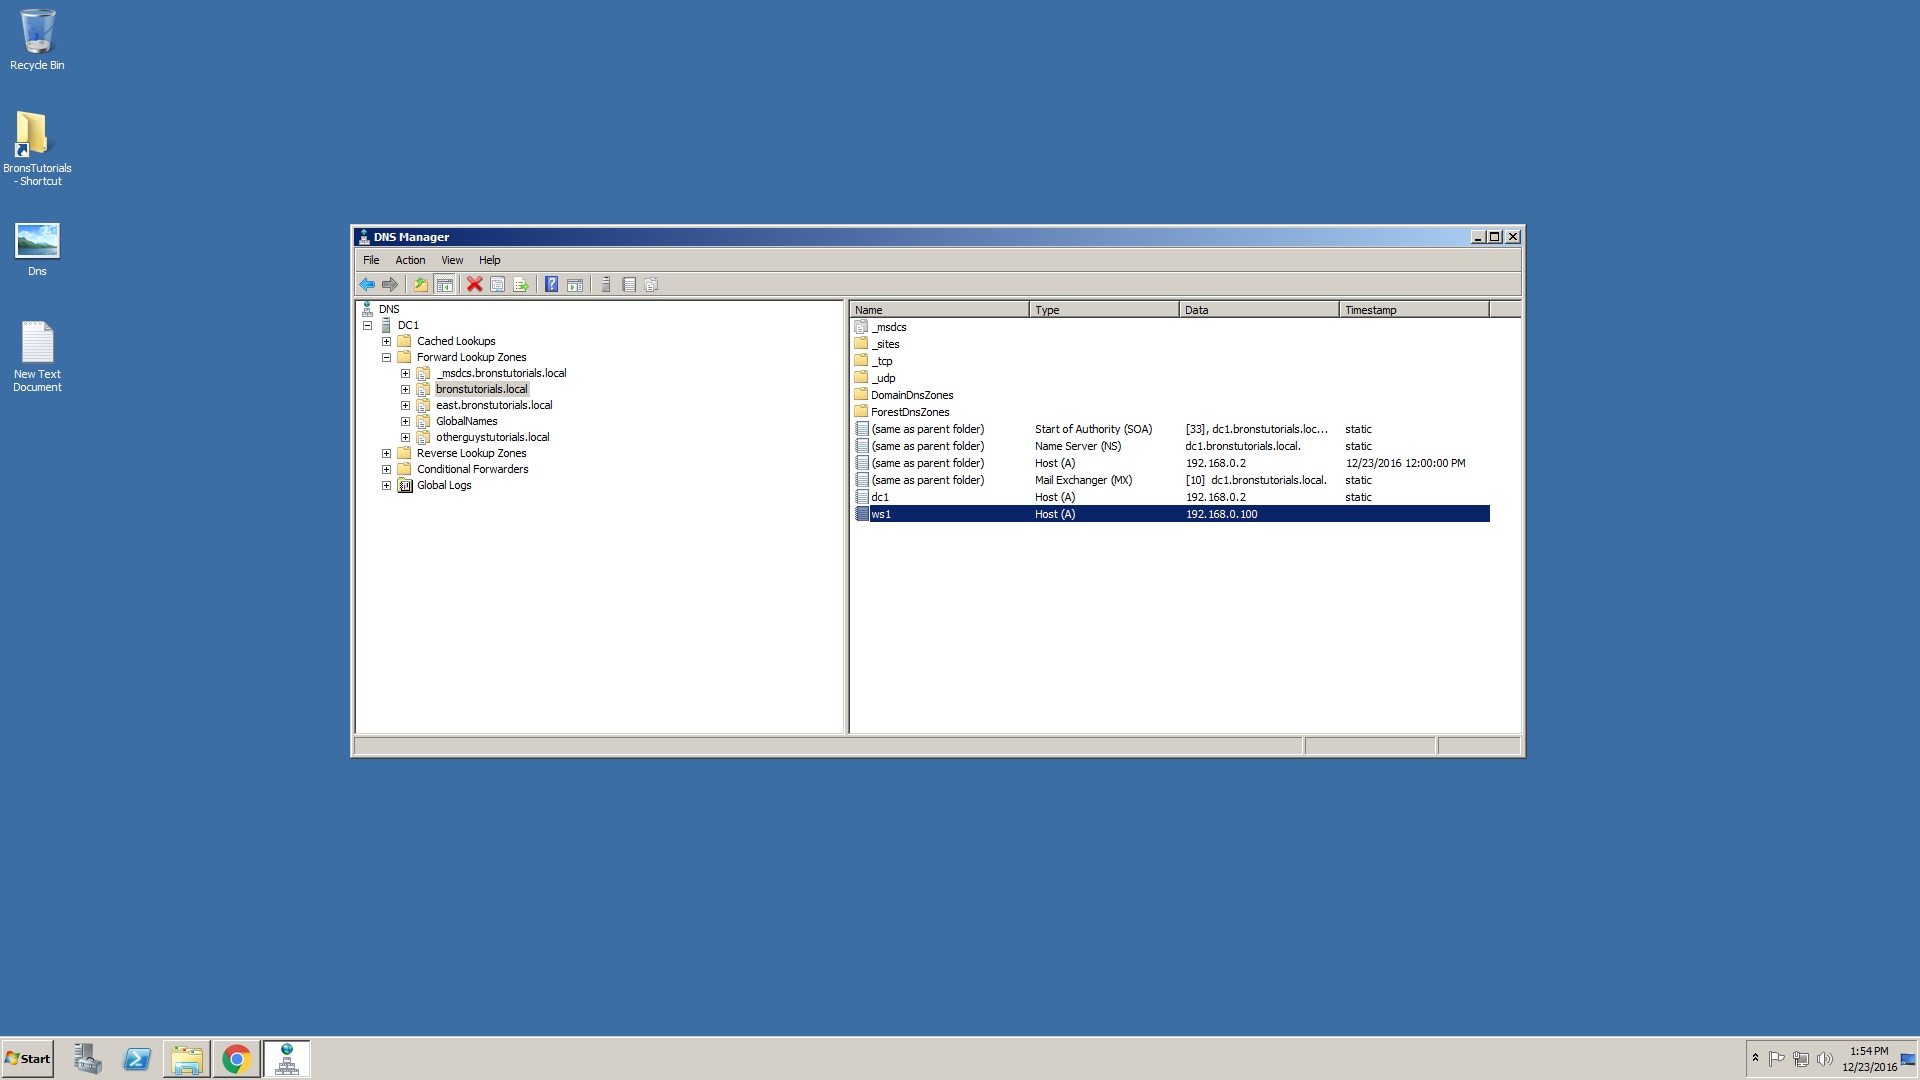 Recycle Bin
BronsTutorials
- Shortcut
Dns
New Text
Document
DNS Manager
File Action View Help
DNS
DC1
Cached Lookups
Forward Lookup Zones
_msdcs.bronstutorials.local
bronstutorials.local
east.bronstutorials.local
GlobalNames
otherguystutorials.local
Reverse Lookup Zones
Conditional Forwarders
Global Logs
Name Type Data Timestamp
_msdcs
_sites
_tcp
_udp
DomainDnsZones
ForestDnsZones
(same as parent folder) Start of Authority (SOA) [33], dc1.bronstutorials.loc... static
(same as parent folder) Name Server (NS) dc1.bronstutorials.local. static
(same as parent folder) Host (A) 192.168.0.2 12/23/2016 12:00:00 PM
(same as parent folder) Mail Exchanger (MX) [10] dc1.bronstutorials.local. static
dc1 Host (A) 192.168.0.2 static
ws1 Host (A) 192.168.0.100
Start
1:54 PM
12/23/2016